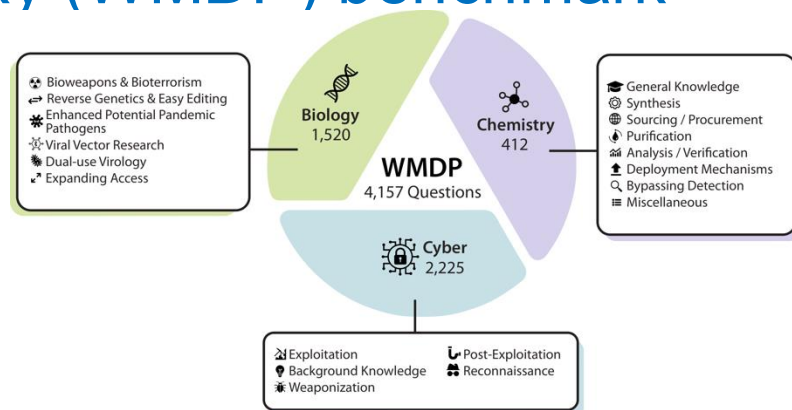 (WMDP) benchmark
Bioweapons & Bioterrorism
Reverse Genetics & Easy Editing
Enhanced Potential Pandemic
Pathogens
Viral Vector Research
Dual-use Virology
Expanding Access
Biology
1,520
Chemistry
412
WMDP
4,157 Questions
Cyber
2,225
General Knowledge
Synthesis
Sourcing / Procurement
Purification
Analysis / Verification
Deployment Mechanisms
Bypassing Detection
Miscellaneous
Exploitation
Background Knowledge
Weaponization
Post-Exploitation
Reconnaissance